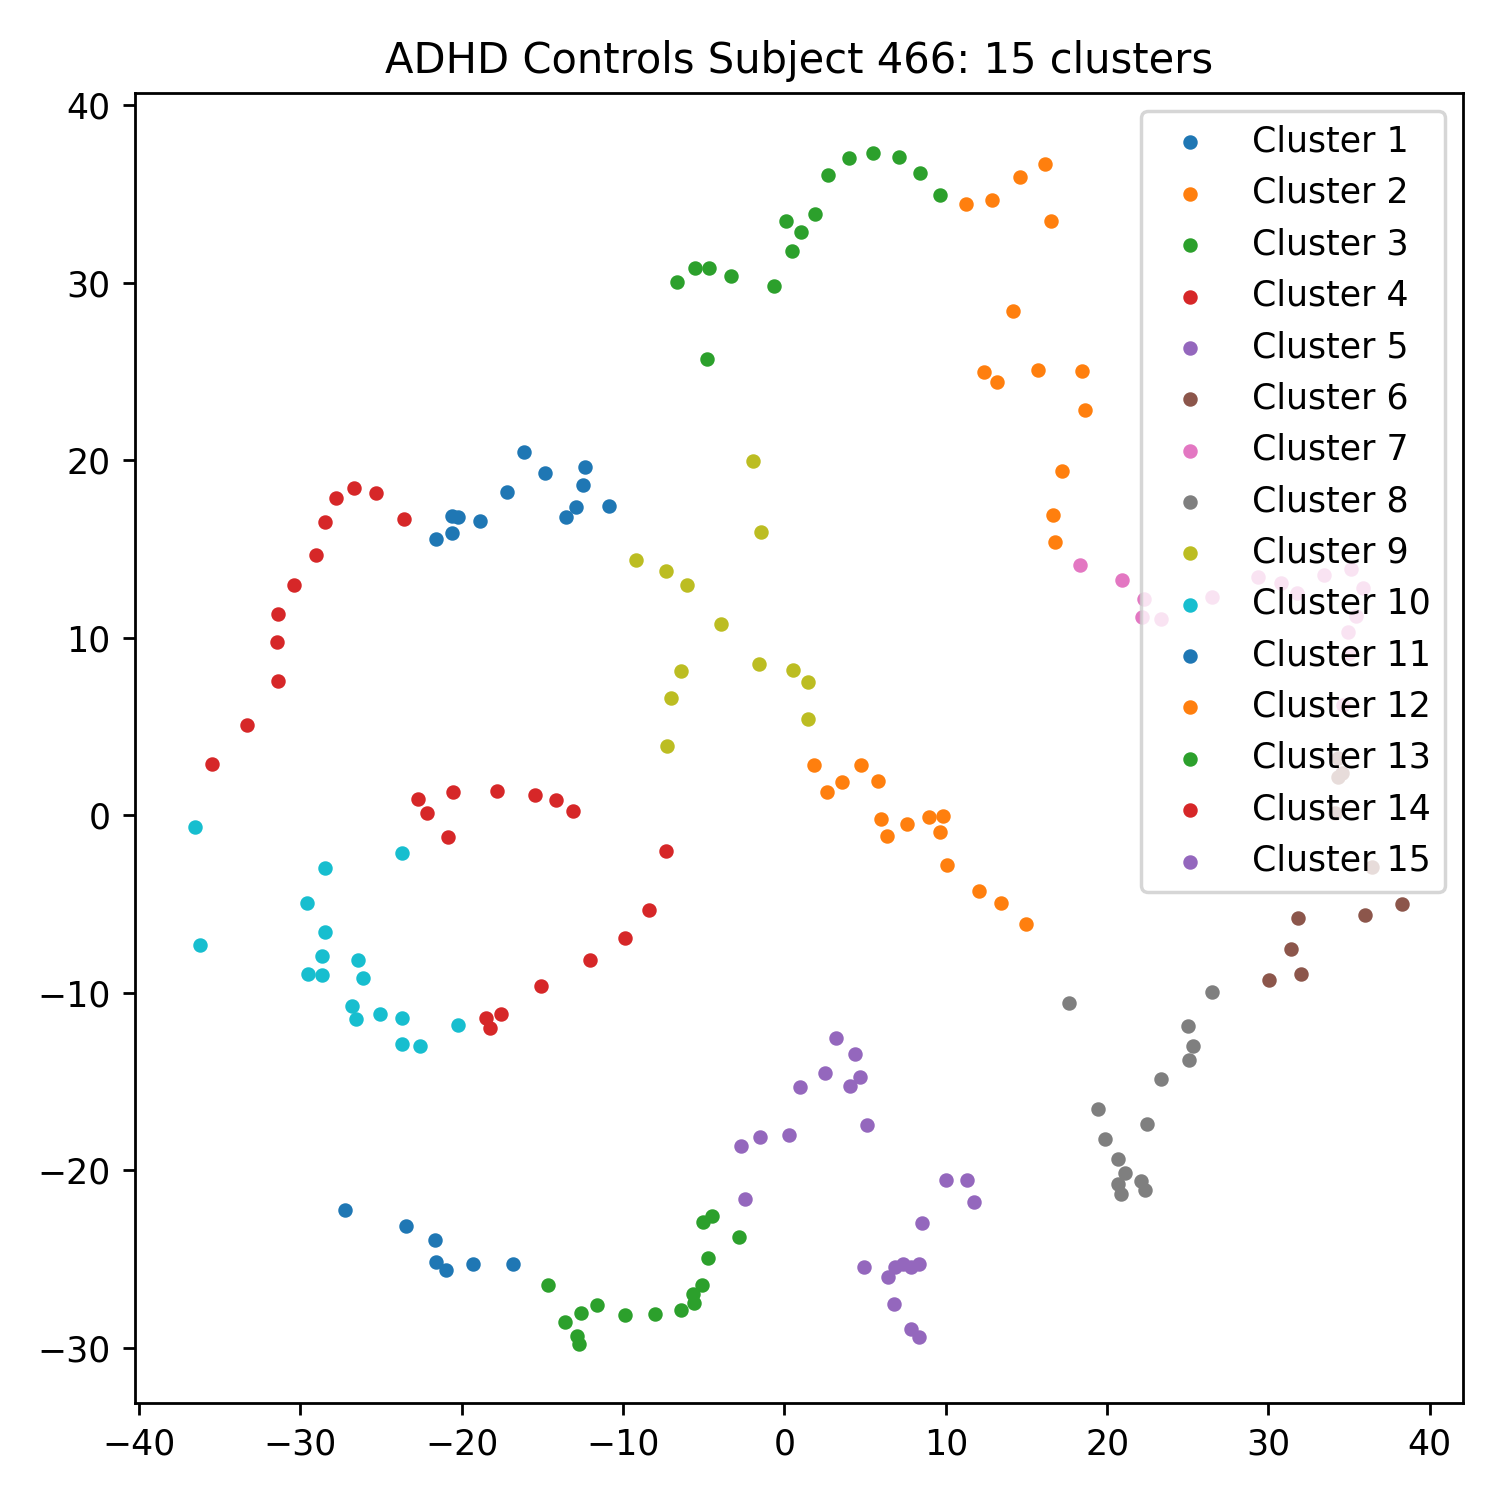 ADHD Controls Subject 466: 15 clusters
40
30
20
10
0
−10
−20
−30
−40
−30
−20
−10
0
10
20
30
40
Cluster 1
Cluster 2
Cluster 3
Cluster 4
Cluster 5
Cluster 6
Cluster 7
Cluster 8
Cluster 9
Cluster 10
Cluster 11
Cluster 12
Cluster 13
Cluster 14
Cluster 15